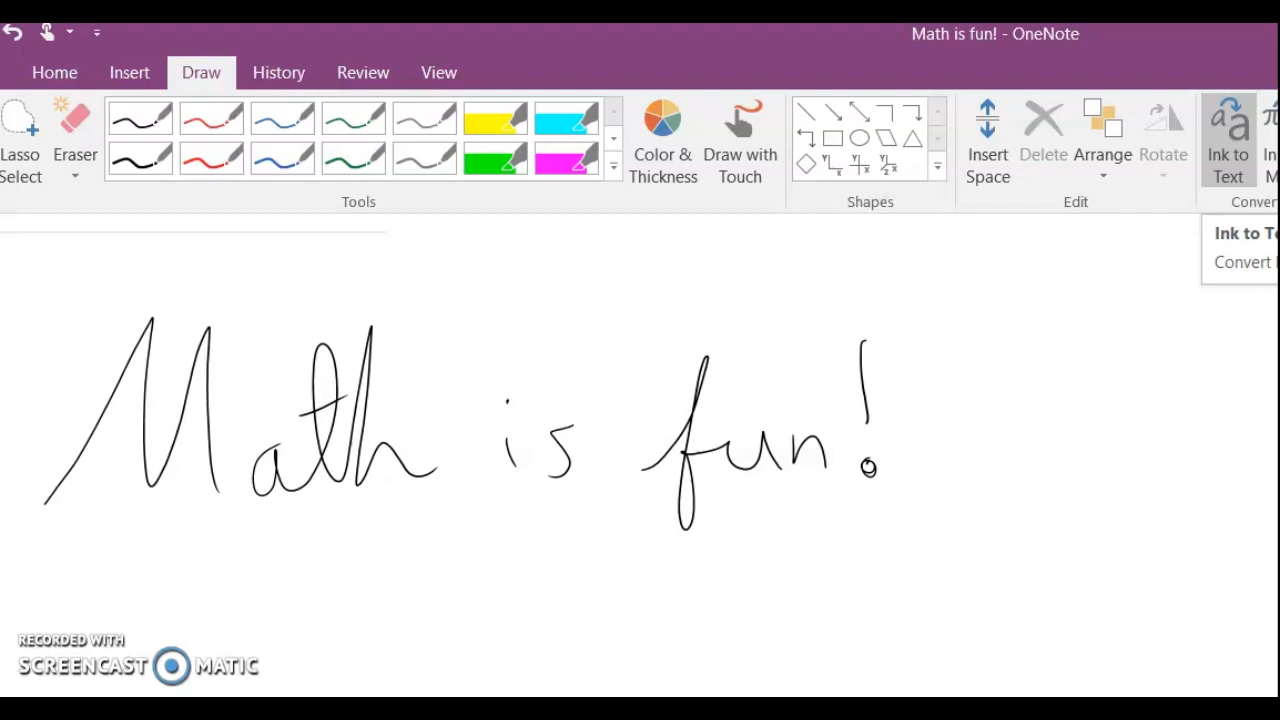 Math is fun! - OneNote
Home Insert Draw History Review View
Lasso Select Eraser Color & Thickness Draw with Touch Insert Space Delete Arrange Rotate Ink to Text
Tools Shapes Edit Conver
Ink to Te
Convert
Math is fun!
RECORDED WITH
SCREENCAST MATIC